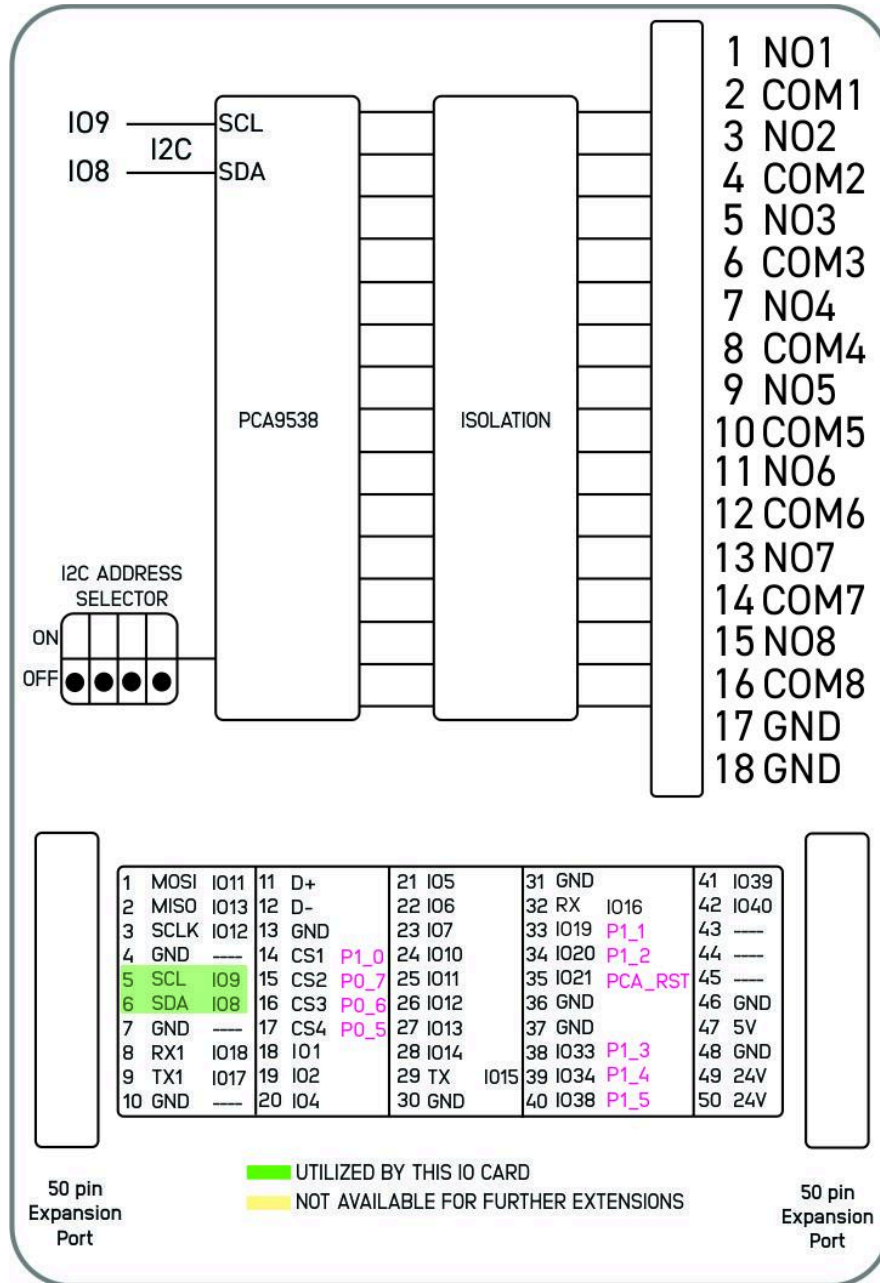 1 NO1
2 COM1
3 NO2
4 COM2
5 NO3
6 COM3
7 NO4
8 COM4
9 NO5
10 COM5
11 NO6
12 COM6
13 NO7
14 COM7
15 NO8
16 COM8
17 GND
18 GND
IO9
I2C
IO8
SCL
SDA
PCA9538
ISOLATION
I2C ADDRESS
SELECTOR
ON
OFF
1 MOSI IO11 11 D+ 21 IO5 31 GND 41 IO39
2 MISO IO13 12 D- 22 IO6 32 RX IO16 42 IO40
3 SCLK IO12 13 GND 23 IO7 33 IO19 P1_1 43 ----
4 GND ---- 14 CS1 P1_0 24 IO10 34 IO20 P1_2 44 ----
5 SCL IO9 15 CS2 P0_7 25 IO11 35 IO21 PCA_RST 45 ----
6 SDA IO8 16 CS3 P0_6 26 IO12 36 GND 46 GND
7 GND ---- 17 CS4 P0_5 27 IO13 37 GND 47 5V
8 RX1 IO18 18 IO1 28 IO14 38 IO33 P1_3 48 GND
9 TX1 IO17 19 IO2 29 TX IO15 39 IO34 P1_4 49 24V
10 GND ---- 20 IO4 30 GND 40 IO38 P1_5 50 24V
UTILIZED BY THIS IO CARD
NOT AVAILABLE FOR FURTHER EXTENSIONS
50 pin
Expansion
Port
50 pin
Expansion
Port